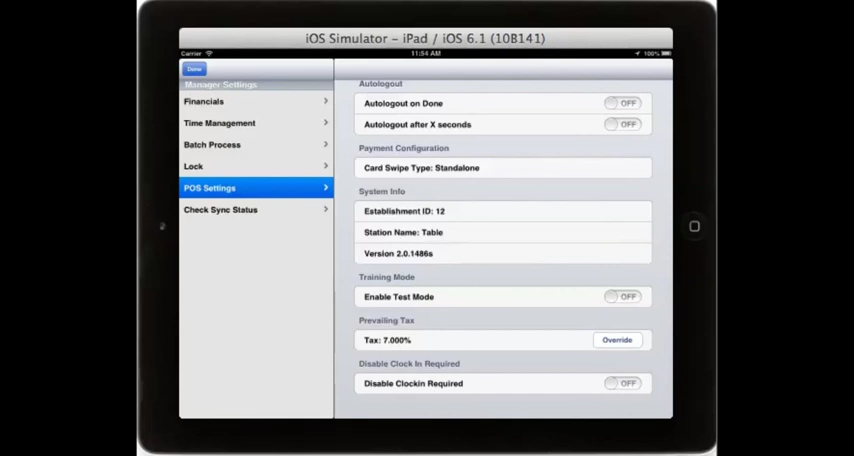 iOS Simulator – iPad / iOS 6.1 (10B141)
Carrier
11:54 AM
100%
Done
Manager Settings
Financials
Time Management
Batch Process
Lock
POS Settings
Check Sync Status
Autologout
Autologout on Done OFF
Autologout after X seconds OFF
Payment Configuration
Card Swipe Type: Standalone
System Info
Establishment ID: 12
Station Name: Table
Version 2.0.1486s
Training Mode
Enable Test Mode OFF
Prevailing Tax
Tax: 7.000% Override
Disable Clock In Required
Disable Clockin Required OFF